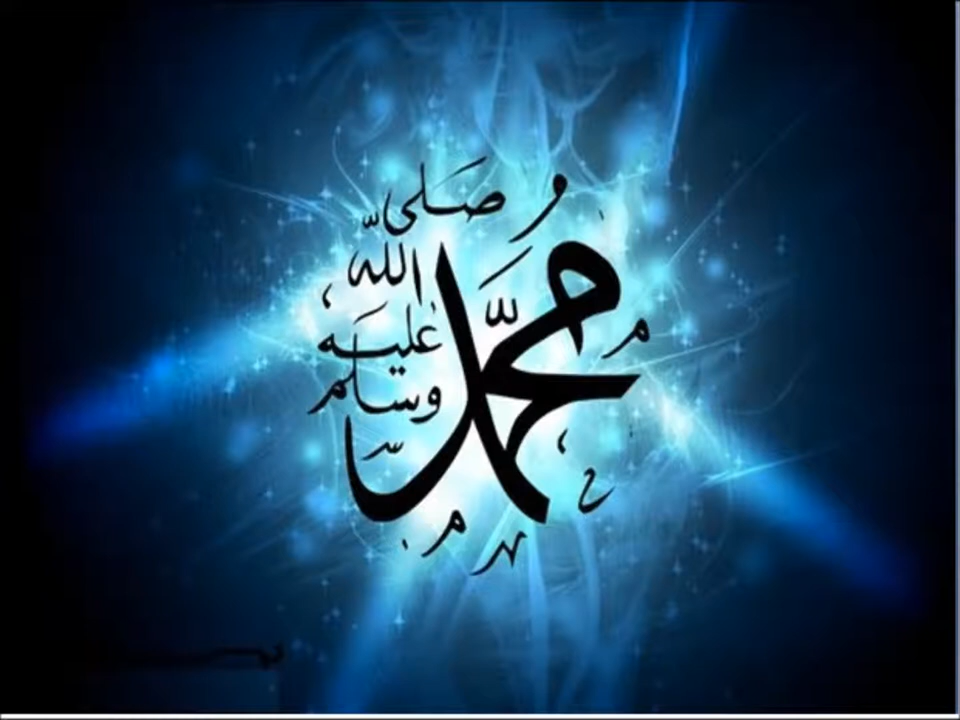 محمد
صلى
الله
عليه
وسلم